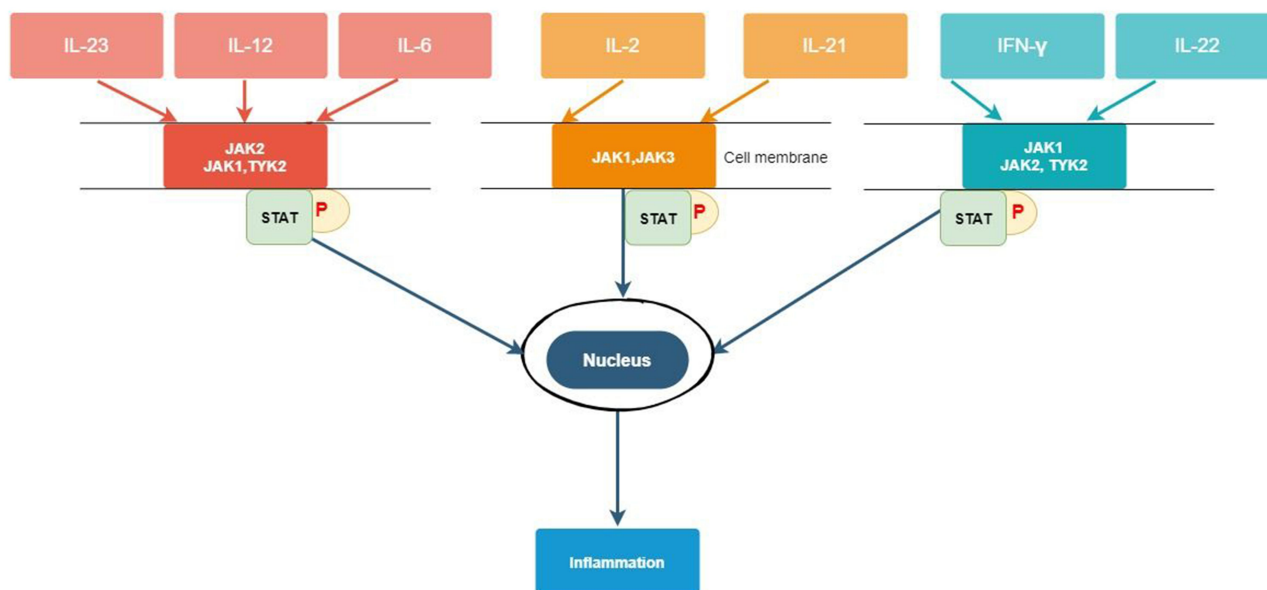 IL-23
IL-12
IL-6
IL-2
IL-21
IFN-γ
IL-22
JAK2
JAK1,TYK2
JAK1,JAK3
Cell membrane
JAK1
JAK2, TYK2
STAT
P
STAT
P
STAT
P
Nucleus
Inflammation